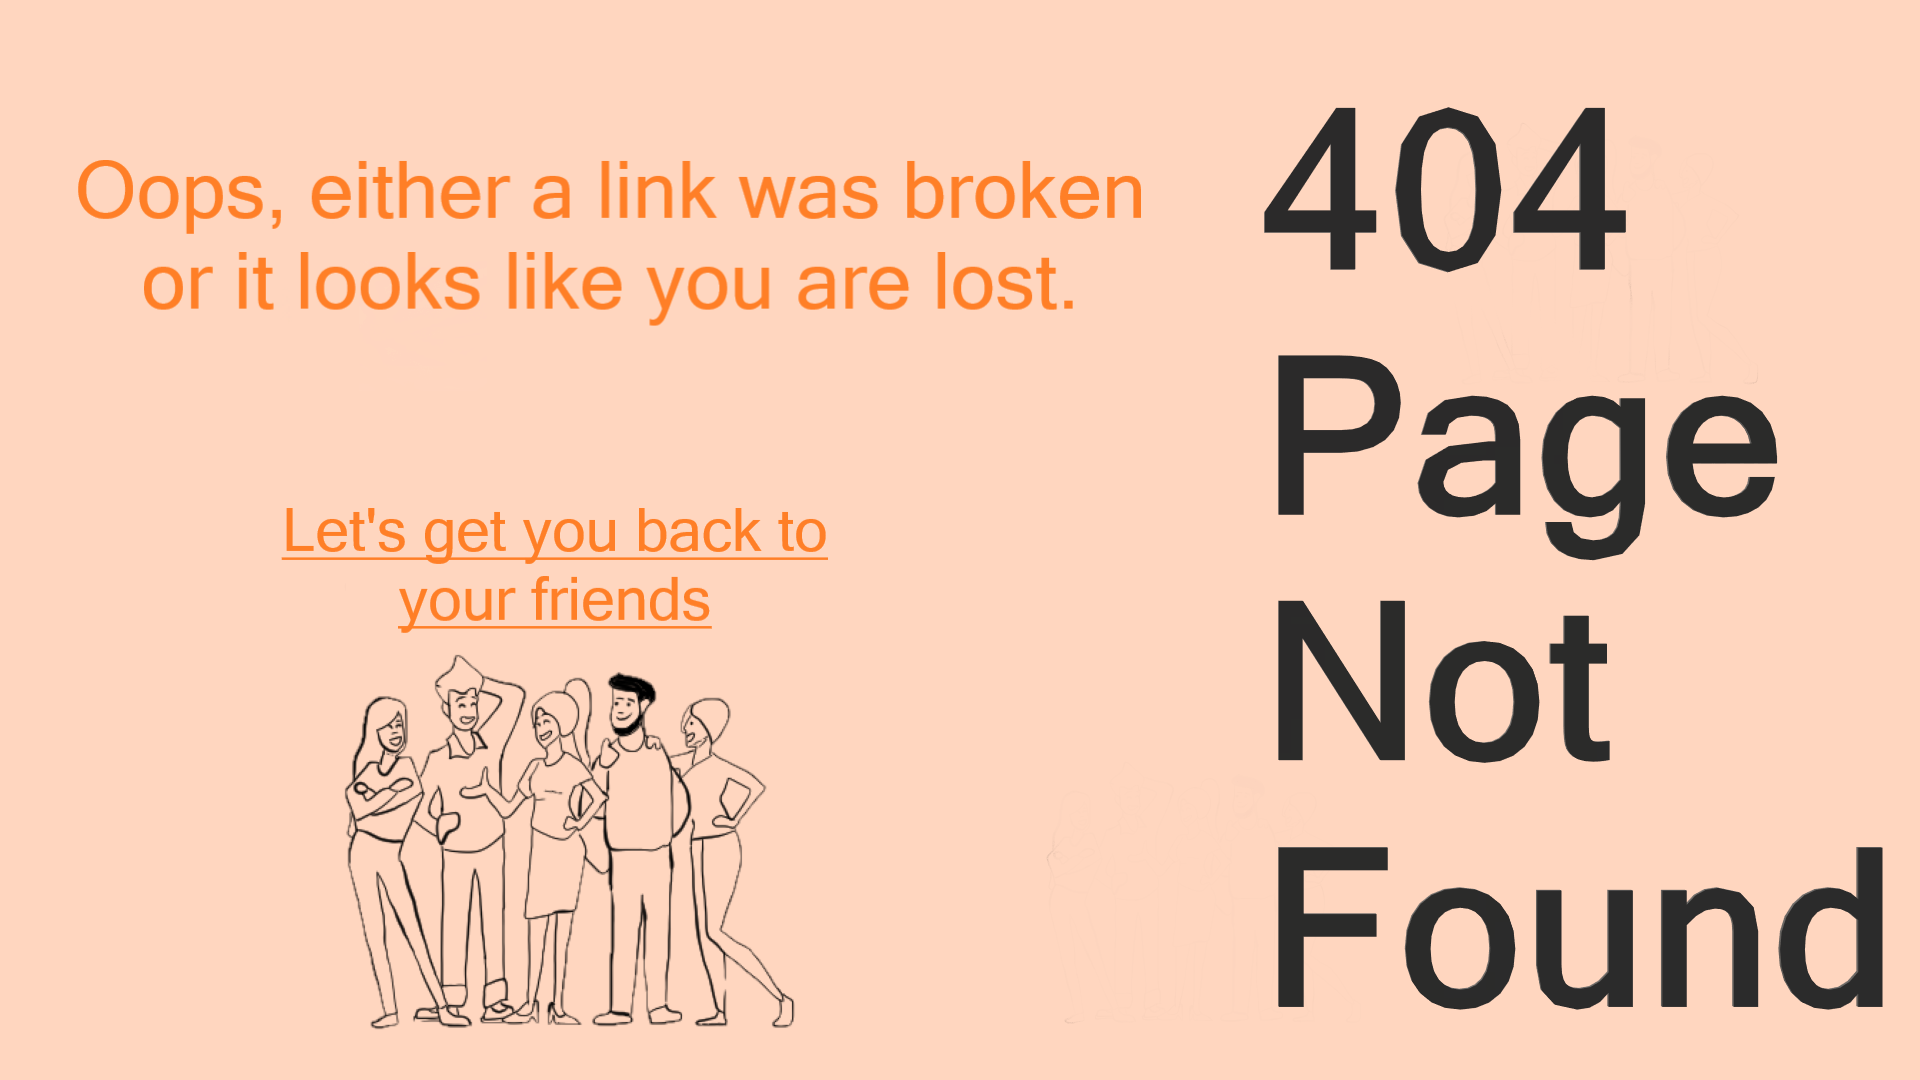 Oops, either a link was broken
or it looks like you are lost.
Let's get you back to
your friends
404
Page
Not
Found